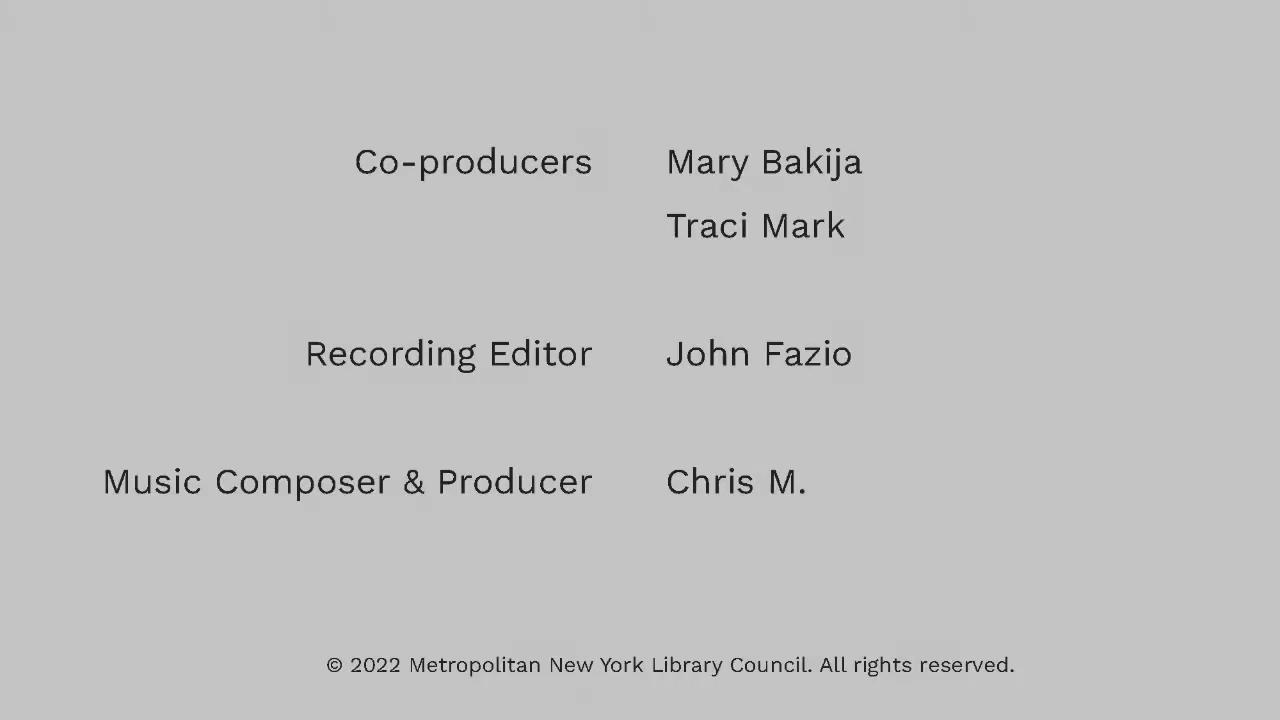 Co-producers Mary Bakija
Traci Mark
Recording Editor John Fazio
Music Composer & Producer Chris M.
© 2022 Metropolitan New York Library Council. All rights reserved.